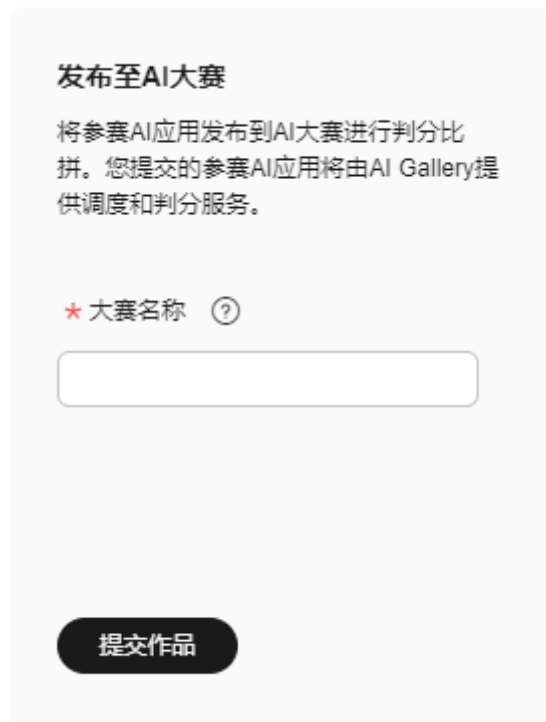 发布至AI大赛
将参赛AI应用发布到AI大赛进行判分比
拼。您提交的参赛AI应用将由AI Gallery提
供调度和判分服务。
* 大赛名称 ?
提交作品